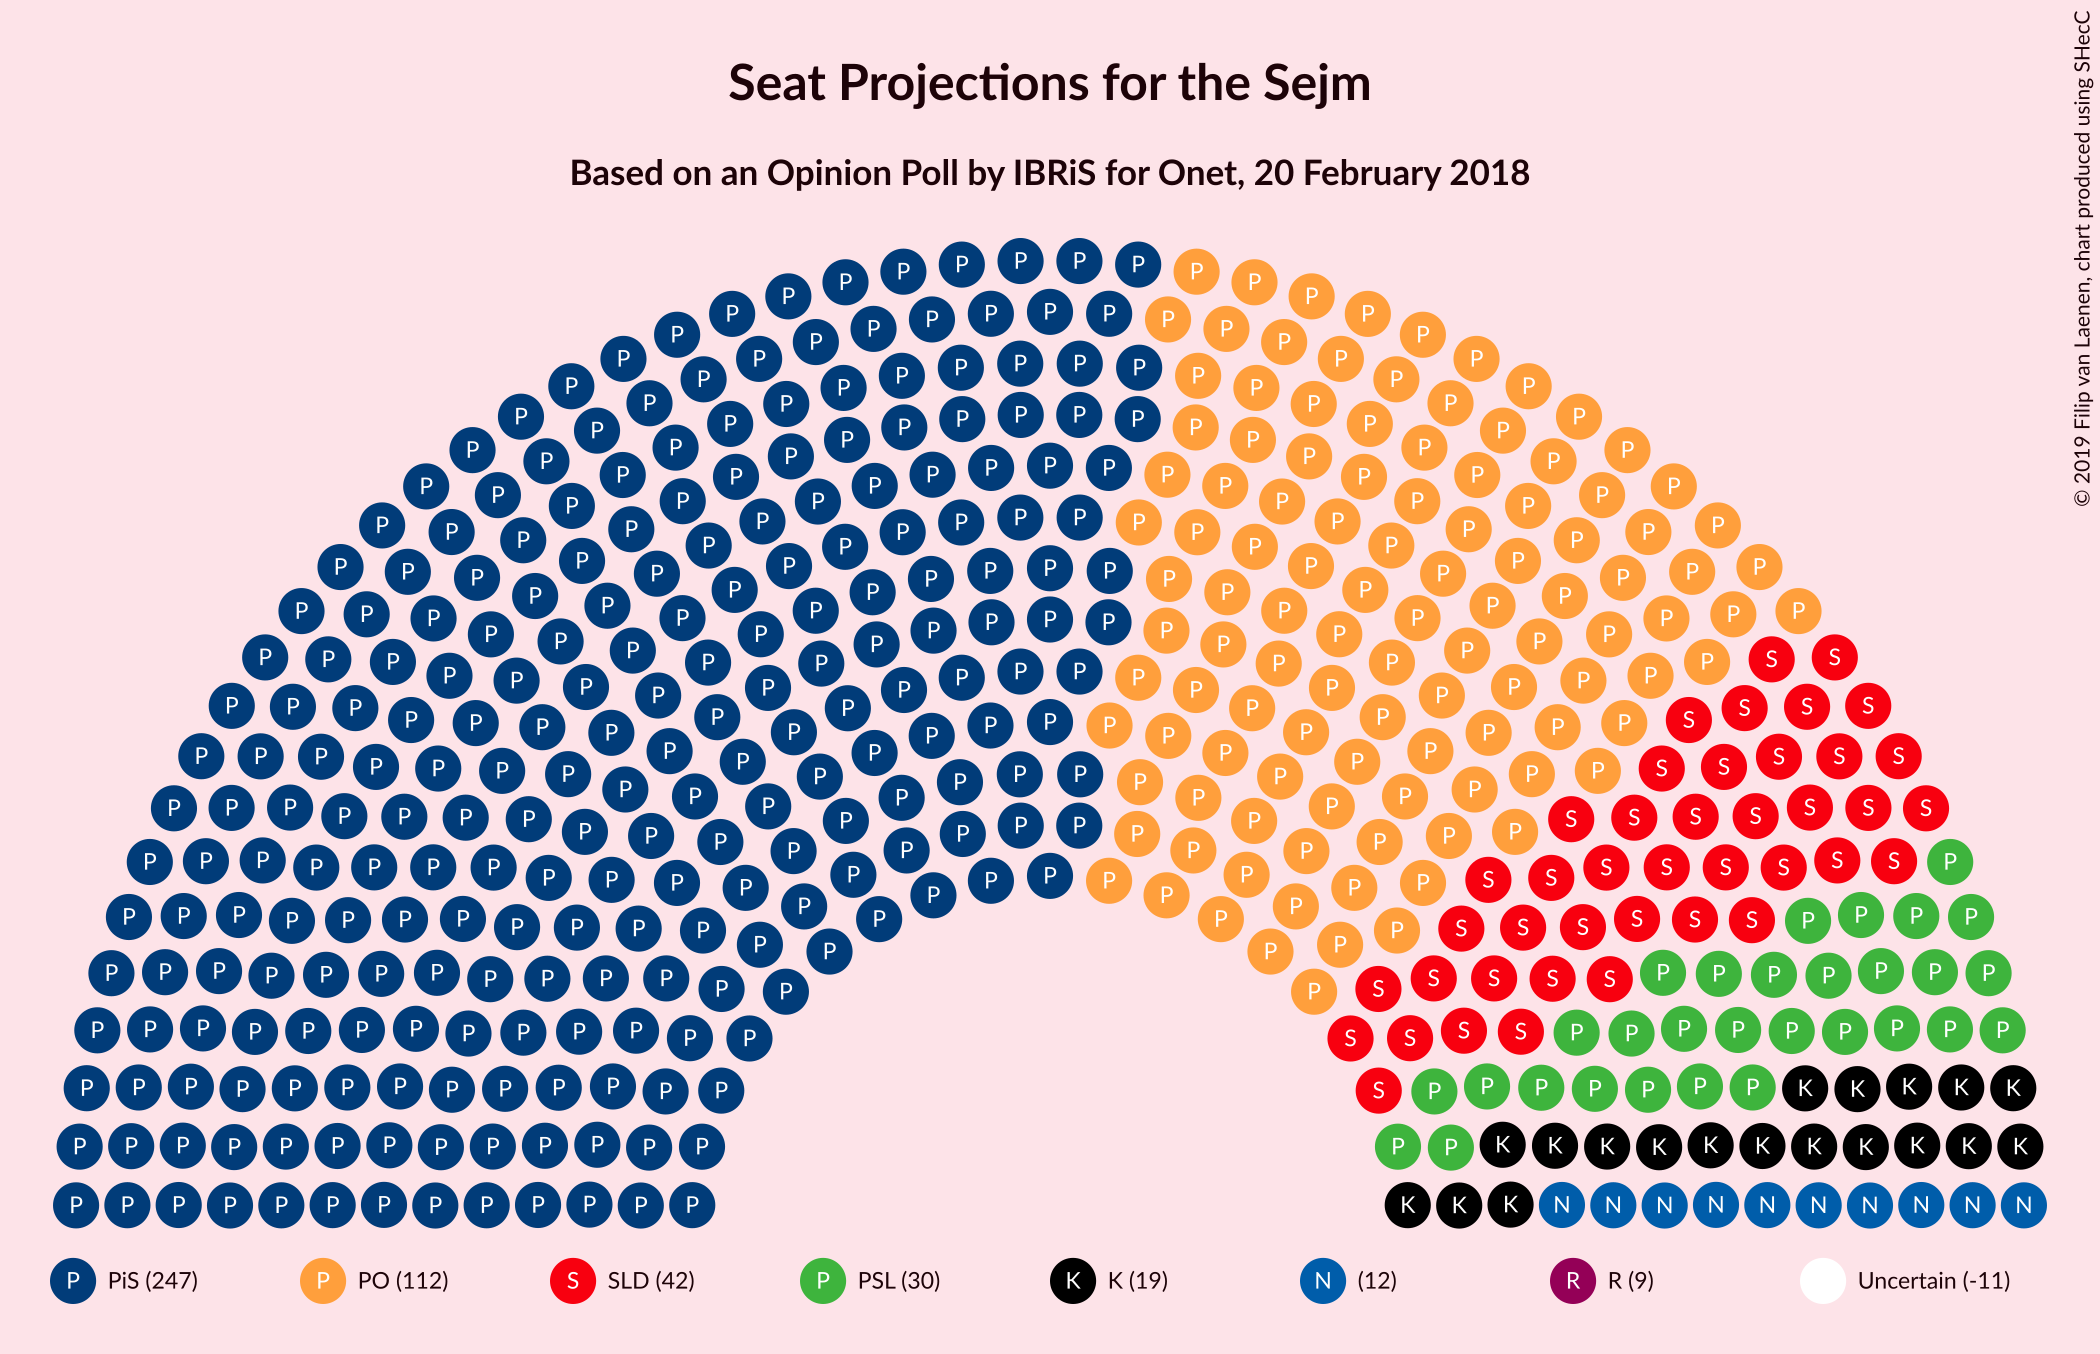 Seat Projections for the Sejm
Based on an Opinion Poll by IBRiS for Onet, 20 February 2018
© 2019 Filip van Laenen, chart produced using SHecC
P PiS (247) P PO (112) S SLD (42) P PSL (30) K K (19) N (12) R R (9) Uncertain (-11)